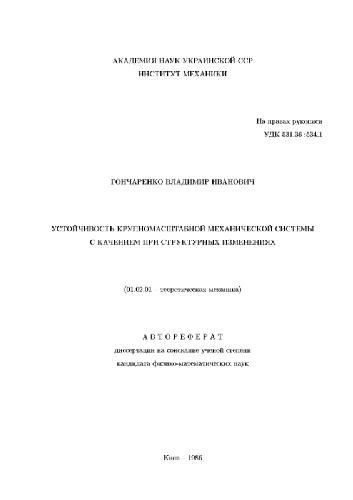 АКАДЕМИЯ НАУК УКРАИНСКОЙ ССР
ИНСТИТУТ МЕХАНИКИ
На правах рукописи
УДК 531.36 :534.1
ГОНЧАРЕНКО ВЛАДИМИР ИВАНОВИЧ
УСТОЙЧИВОСТЬ КРУПНОМАСШТАБНОЙ МЕХАНИЧЕСКОЙ СИСТЕМЫ
С КАЧЕНИЕМ ПРИ СТРУКТУРНЫХ ИЗМЕНЕНИЯХ
(01.02.01 – теоретическая механика)
А В Т О Р Е Ф Е Р А Т
диссертации на соискание ученой степени
кандидата физико-математических наук
Киев – 1986